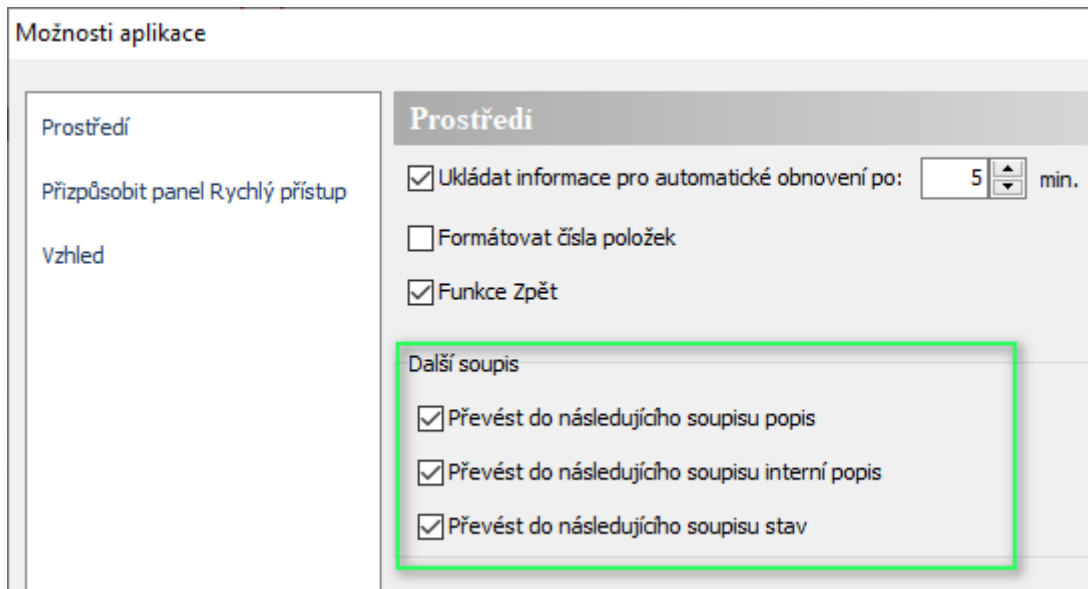 Možnosti aplikace
Prostředí
Přizpůsobit panel Rychlý přístup
Vzhled
Prostředí
Ukládat informace pro automatické obnovení po: 5 min.
Formátovat čísla položek
Funkce Zpět
Další soupis
Převést do následujícího soupisu popis
Převést do následujícího soupisu interní popis
Převést do následujícího soupisu stav